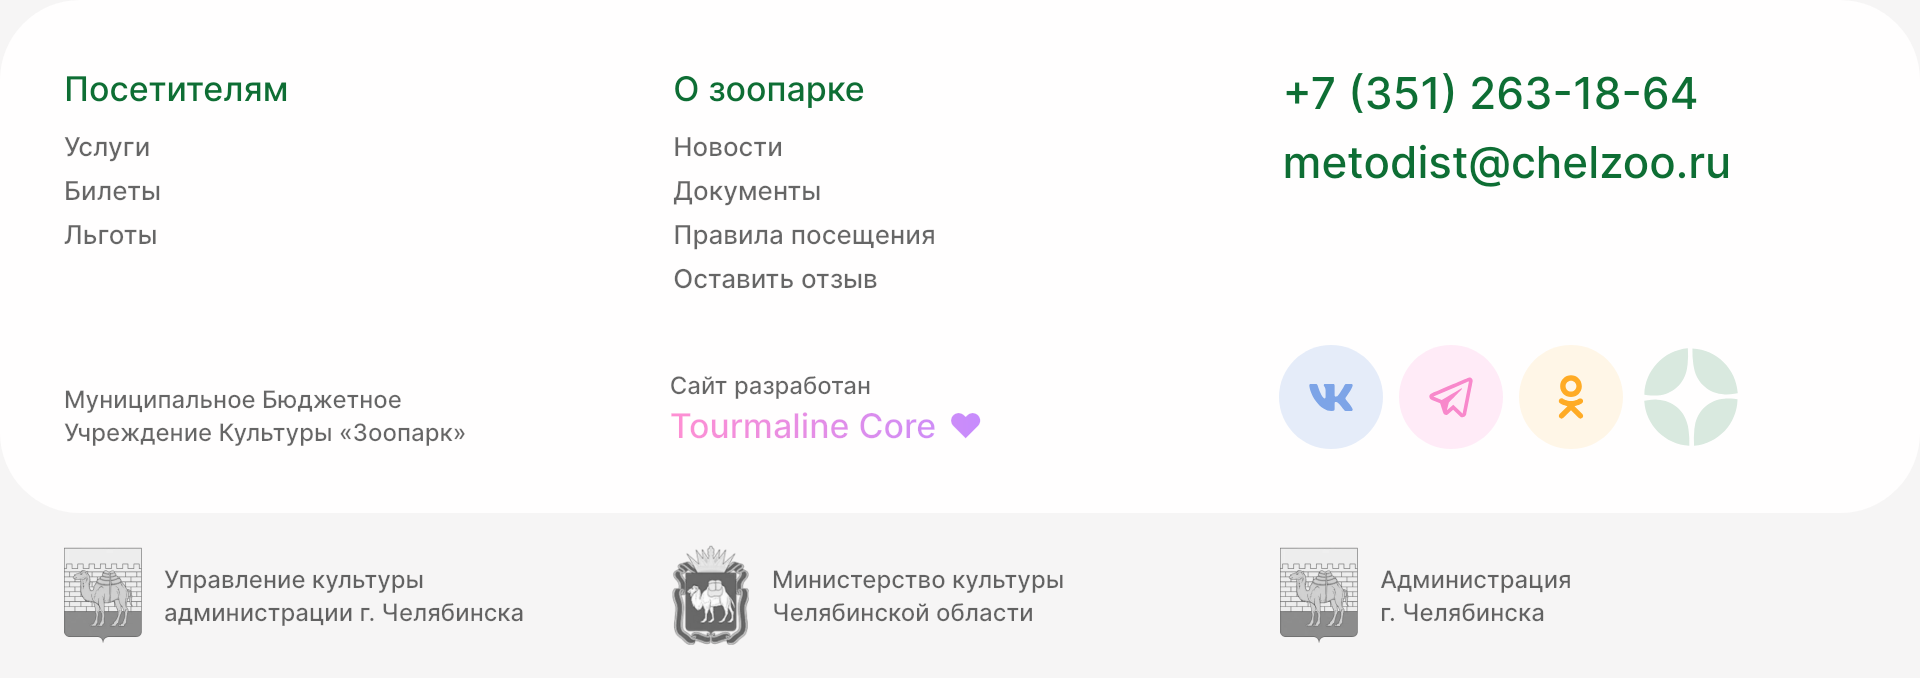 Посетителям
Услуги
Билеты
Льготы
О зоопарке
Новости
Документы
Правила посещения
Оставить отзыв
+7 (351) 263-18-64
metodist@chelzoo.ru
Муниципальное Бюджетное
Учреждение Культуры «Зоопарк»
Сайт разработан
Tourmaline Core
Управление культуры
администрации г. Челябинска
Министерство культуры
Челябинской области
Администрация
г. Челябинска